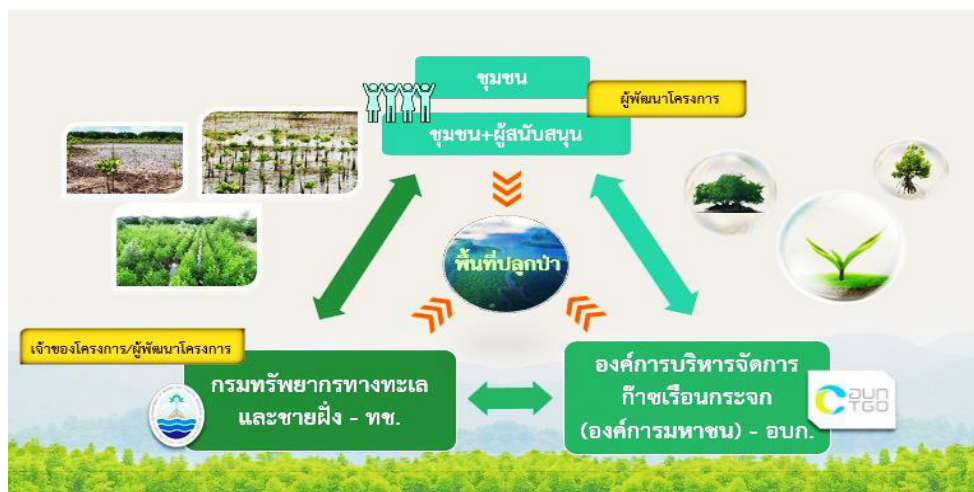 ชุมชน
ผู้พัฒนาโครงการ
ชุมชน+ผู้สนับสนุน
พื้นที่ปลูกป่า
เจ้าของโครงการ/ผู้พัฒนาโครงการ
กรมทรัพยากรทางทะเล
และชายฝั่ง - ทช.
องค์การบริหารจัดการ
ก๊าซเรือนกระจก
(องค์การมหาชน) - อบก.
อบก
TGO